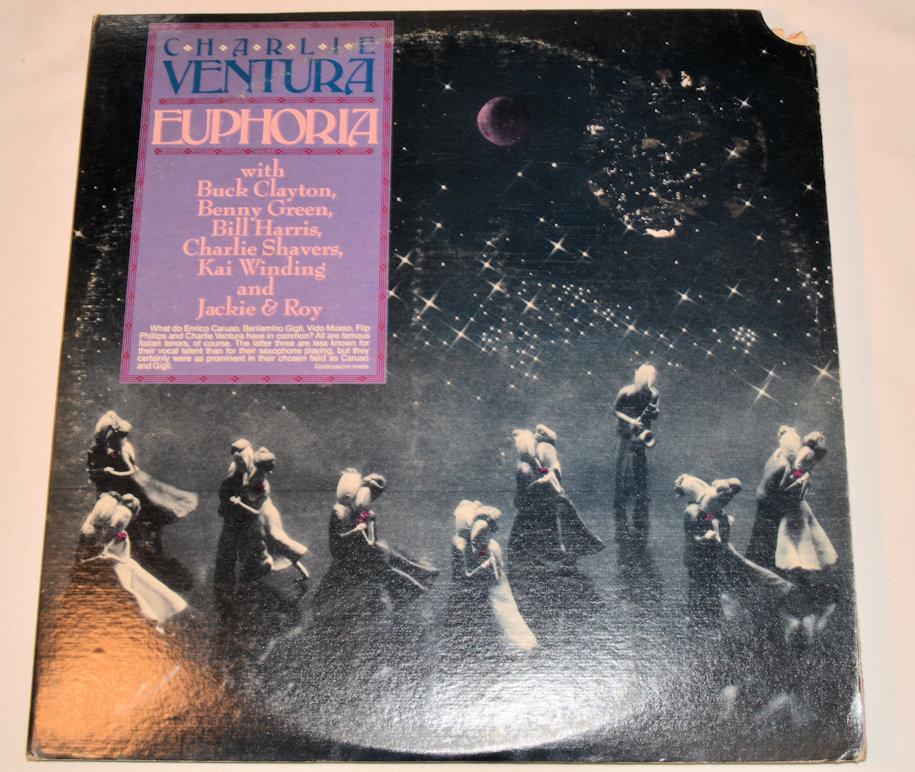 CHARLIE
VENTURA
EUPHORIA
with
Buck Clayton,
Benny Green,
Bill Harris,
Charlie Shavers,
Kai Winding
and
Jackie & Roy
What do Enrico Caruso, Beniamino Gigli, Vido Musso, Flip
Phillips and Charlie Ventura have in common? All are famous
Italian tenors, of course. The latter three are less known for
their vocal talent than for their saxophone playing, but they
certainly were as prominent in their chosen field as Caruso
and Gigli. Continued on inside.